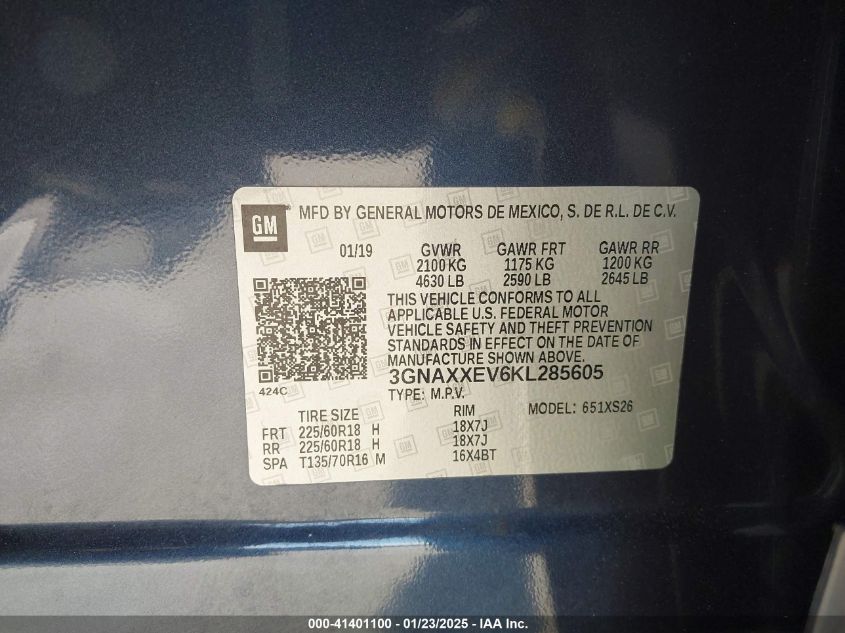 GM
MFD BY GENERAL MOTORS DE MEXICO, S. DE R.L. DE C.V.
01/19 GVWR GAWR FRT GAWR RR
2100 KG 1175 KG 1200 KG
4630 LB 2590 LB 2645 LB
THIS VEHICLE CONFORMS TO ALL
APPLICABLE U.S. FEDERAL MOTOR
VEHICLE SAFETY AND THEFT PREVENTION
STANDARDS IN EFFECT ON THE DATE OF
MANUFACTURE SHOWN ABOVE.
424C
3GNAXXEV6KL285605
TYPE: M.P.V.
TIRE SIZE RIM MODEL: 651XS26
FRT 225/60R18 H 18X7J
RR 225/60R18 H 18X7J
SPA T135/70R16 M 16X4BT
000-41401100 - 01/23/2025 - IAA Inc.